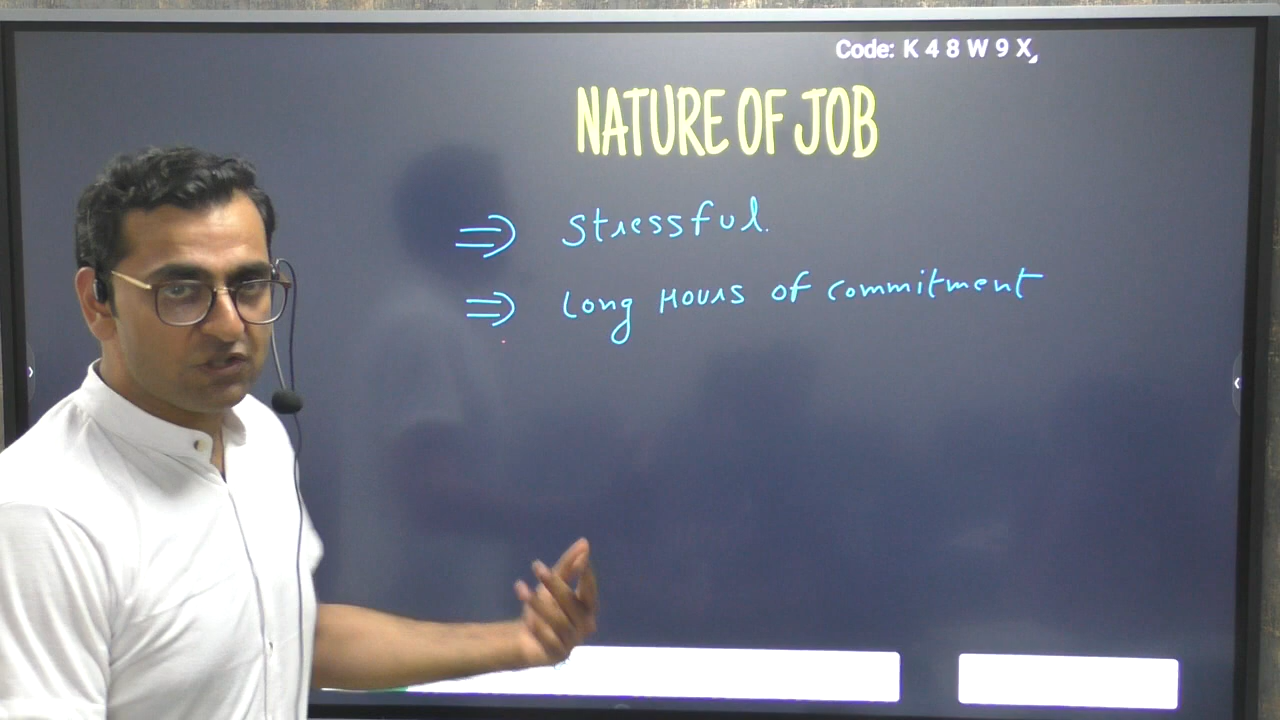 Code: K 4 8 W 9 X
NATURE OF JOB
⇒ Stressful.
⇒ Long Hours of commitment